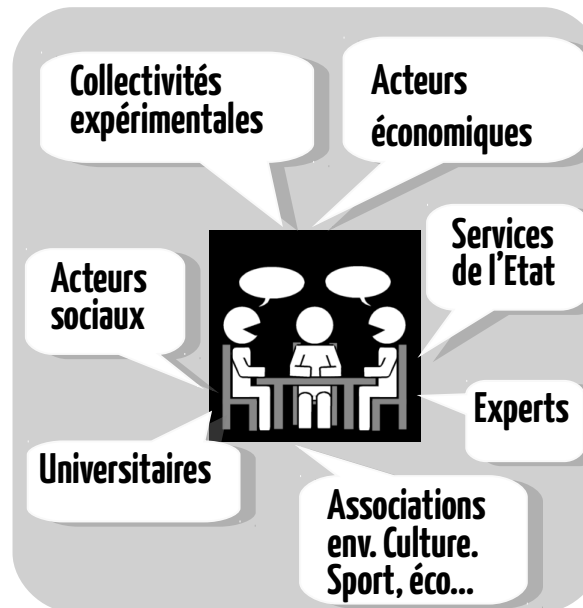 Collectivités
expérimentales
Acteurs
économiques
Services
de l'Etat
Acteurs
sociaux
Experts
Universitaires
Associations
env. Culture.
Sport, éco...